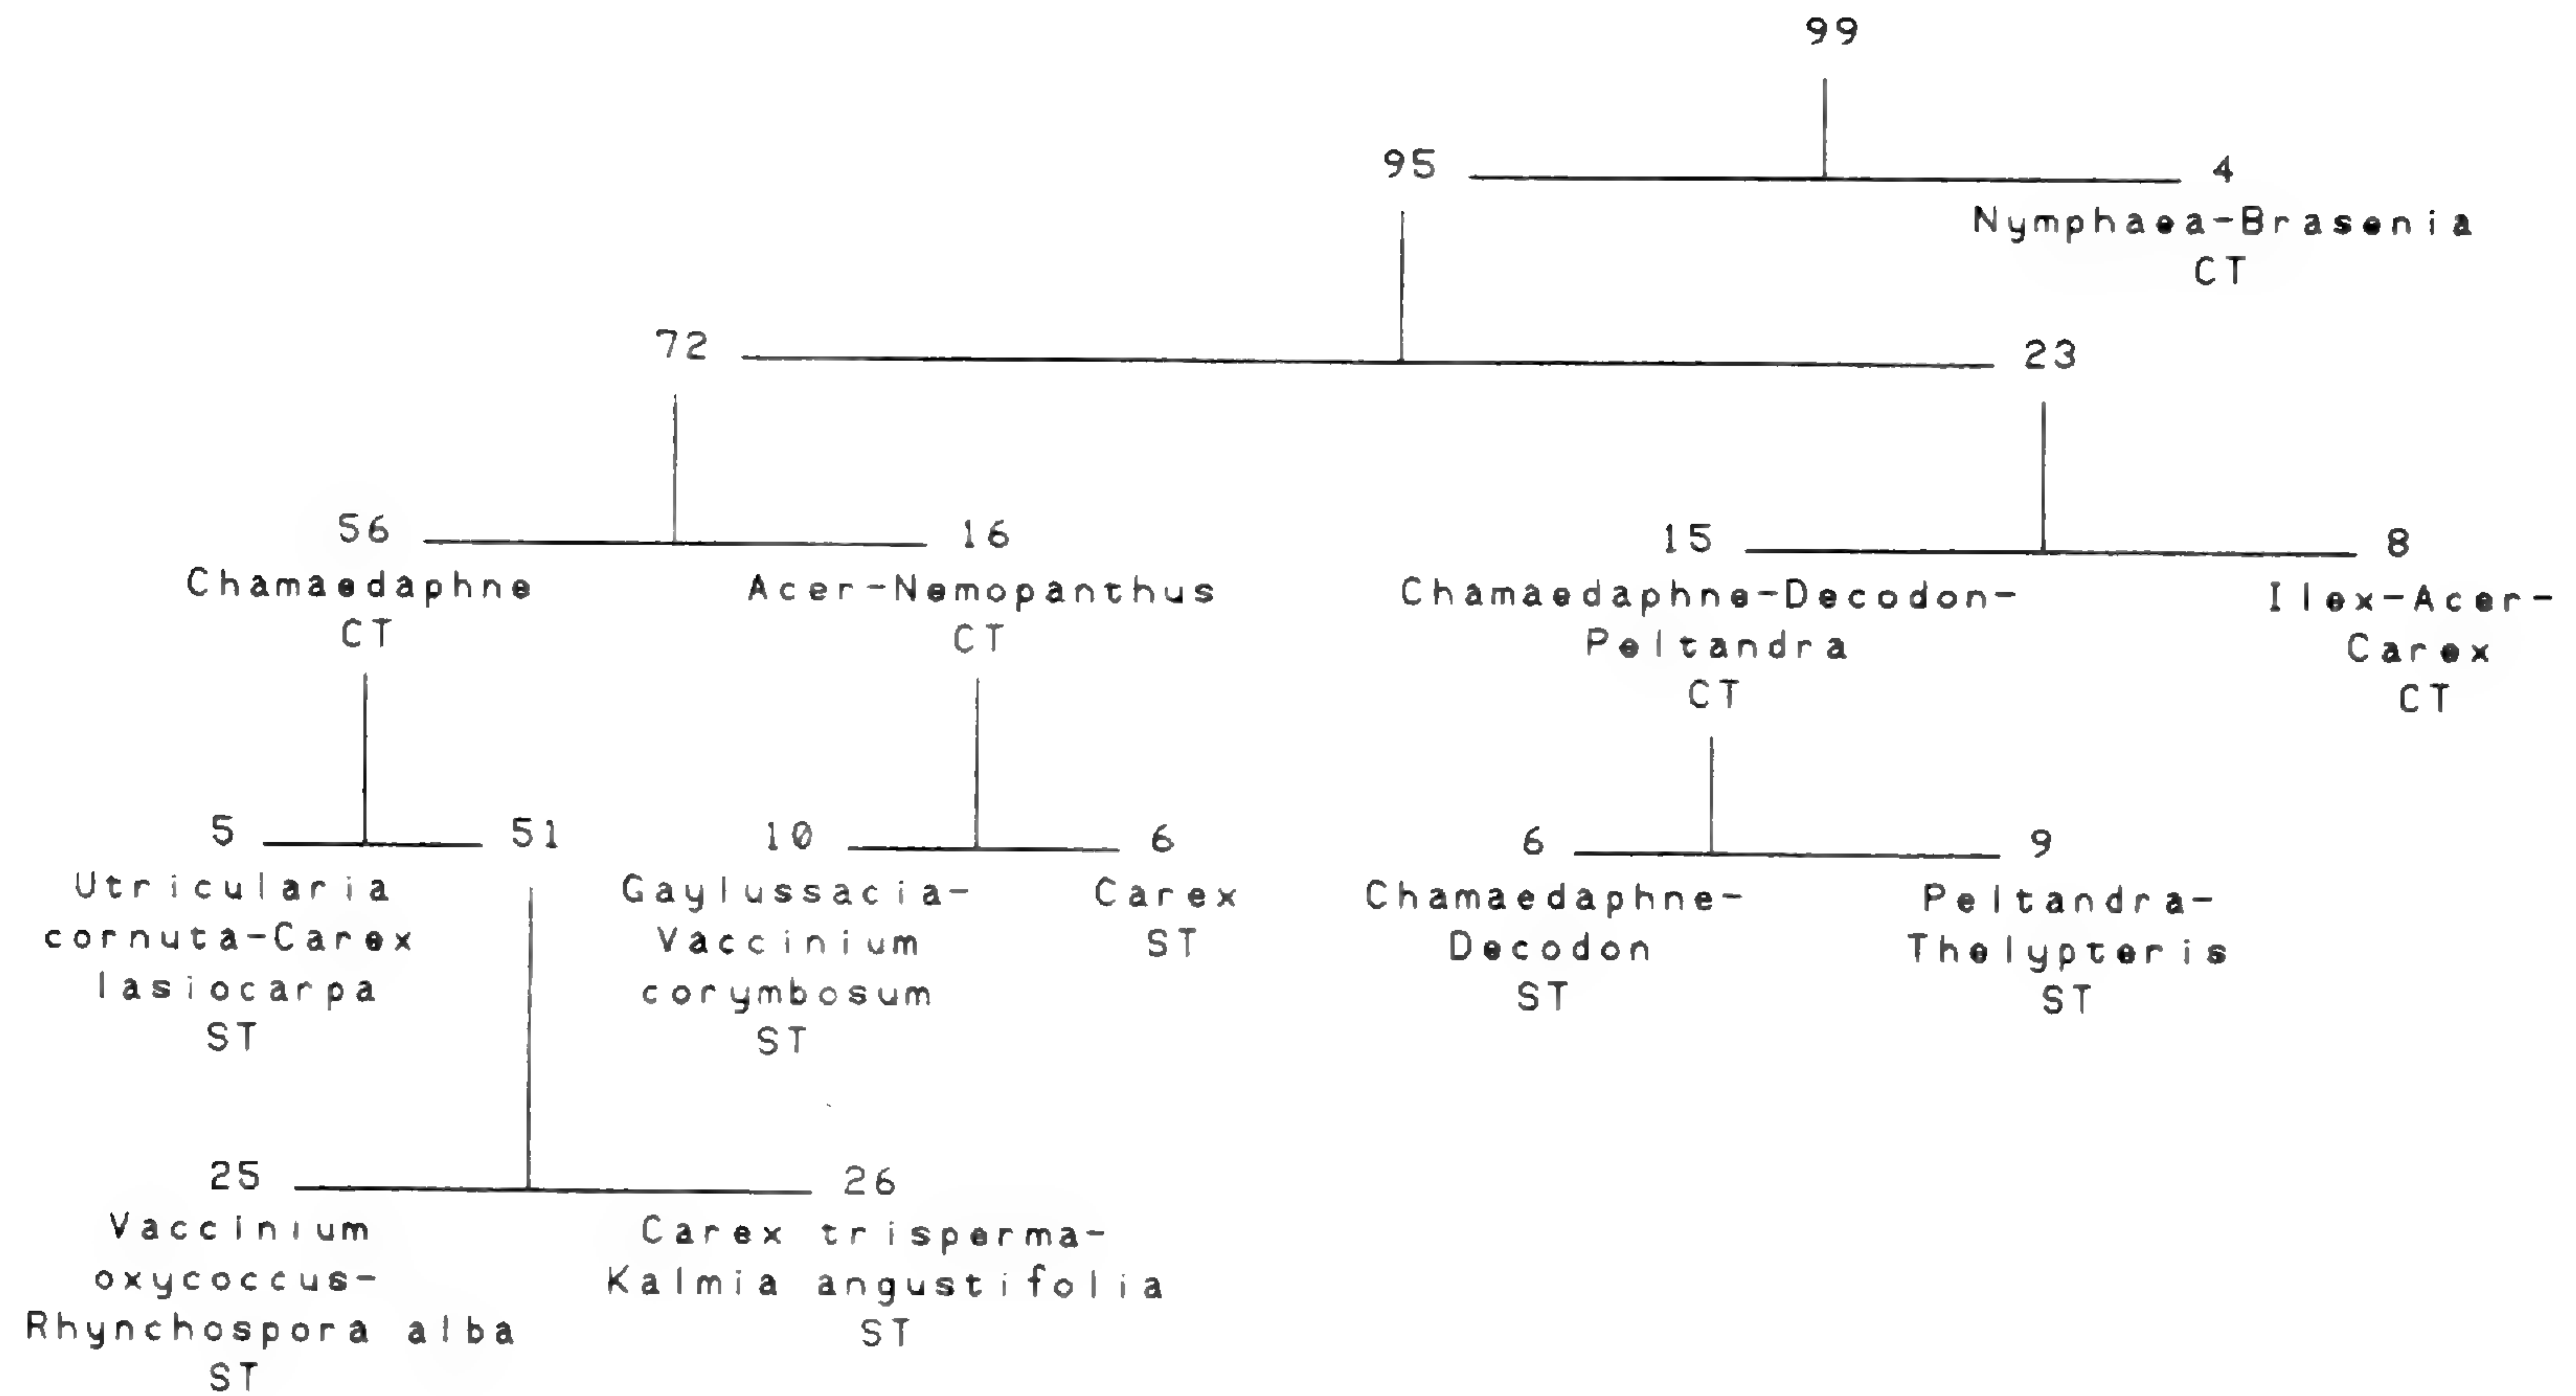 99
95
4
Nymphaea-Brasenia
CT
72
23
56
Chamaedaphne
CT
16
Acer-Nemopanthus
CT
15
Chamaedaphne-Decodon-
Peltandra
CT
8
Ilex-Acer-
Carex
CT
5
Utricularia
cornuta-Carex
lasiocarpa
ST
51
10
Gaylussacia-
Vaccinium
corymbosum
ST
6
Carex
ST
6
Chamaedaphne-
Decodon
ST
9
Peltandra-
Thelypteris
ST
25
Vaccinium
oxycoccus-
Rhynchospora alba
ST
26
Carex trisperma-
Kalmia angustifolia
ST